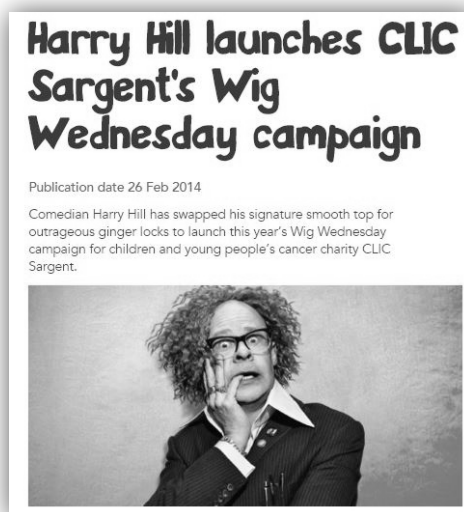 Harry Hill launches CLIC
Sargent's Wig
Wednesday campaign
Publication date 26 Feb 2014
Comedian Harry Hill has swapped his signature smooth top for
outrageous ginger locks to launch this year's Wig Wednesday
campaign for children and young people's cancer charity CLIC
Sargent.